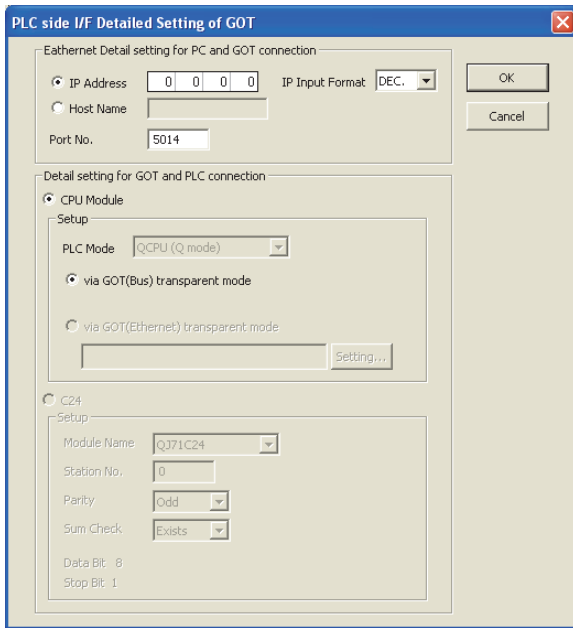 PLC side I/F Detailed Setting of GOT
Eathernet Detail setting for PC and GOT connection
IP Address 0 0 0 0 IP Input Format DEC. OK
Host Name Cancel
Port No. 5014
Detail setting for GOT and PLC connection
CPU Module
Setup
PLC Mode QCPU (Q mode)
via GOT(Bus) transparent mode
via GOT(Ethernet) transparent mode
Setting...
C24
Setup
Module Name QJ71C24
Station No. 0
Parity Odd
Sum Check Exists
Data Bit 8
Stop Bit 1